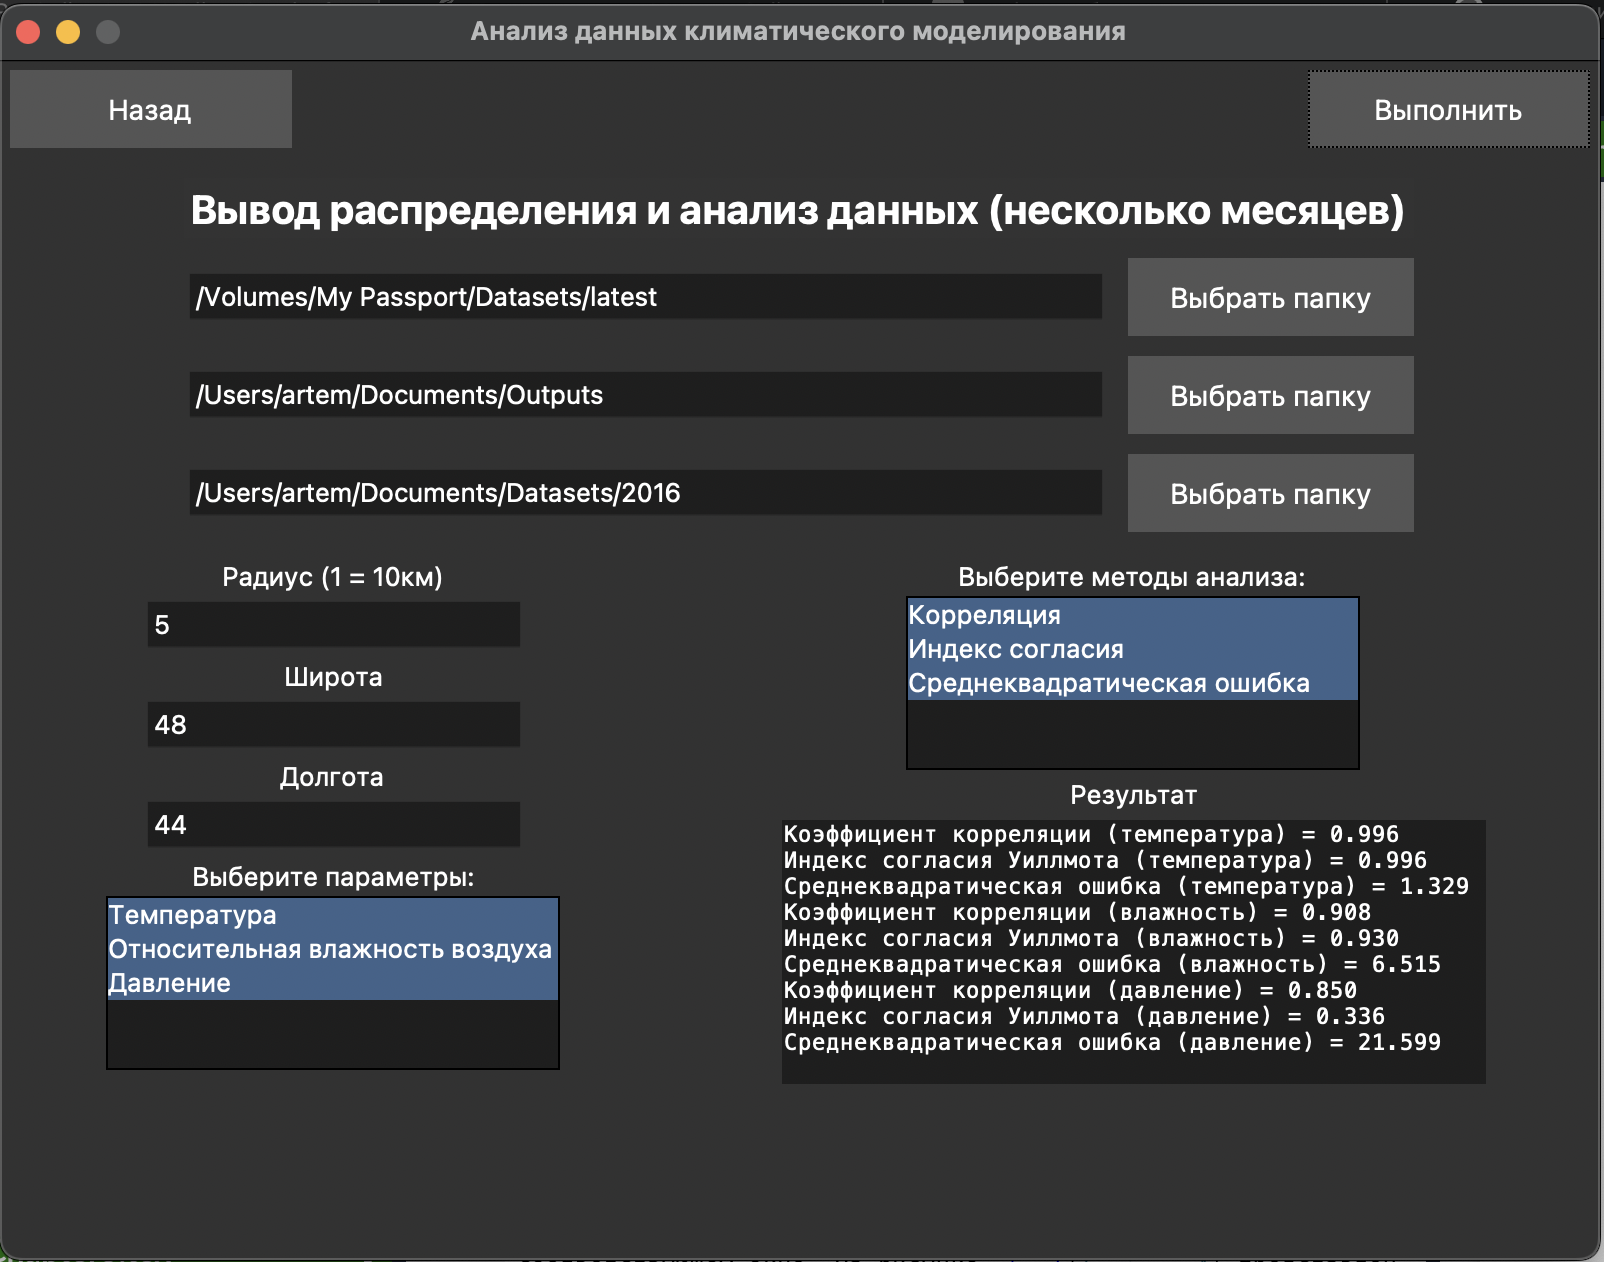 Анализ данных климатического моделирования
Назад
Выполнить
Вывод распределения и анализ данных (несколько месяцев)
/Volumes/My Passport/Datasets/latest
Выбрать папку
/Users/artem/Documents/Outputs
Выбрать папку
/Users/artem/Documents/Datasets/2016
Выбрать папку
Радиус (1 = 10км)
5
Широта
48
Долгота
44
Выберите параметры:
Температура
Относительная влажность воздуха
Давление
Выберите методы анализа:
Корреляция
Индекс согласия
Среднеквадратическая ошибка
Результат
Коэффициент корреляции (температура) = 0.996
Индекс согласия Уиллмота (температура) = 0.996
Среднеквадратическая ошибка (температура) = 1.329
Коэффициент корреляции (влажность) = 0.908
Индекс согласия Уиллмота (влажность) = 0.930
Среднеквадратическая ошибка (влажность) = 6.515
Коэффициент корреляции (давление) = 0.850
Индекс согласия Уиллмота (давление) = 0.336
Среднеквадратическая ошибка (давление) = 21.599